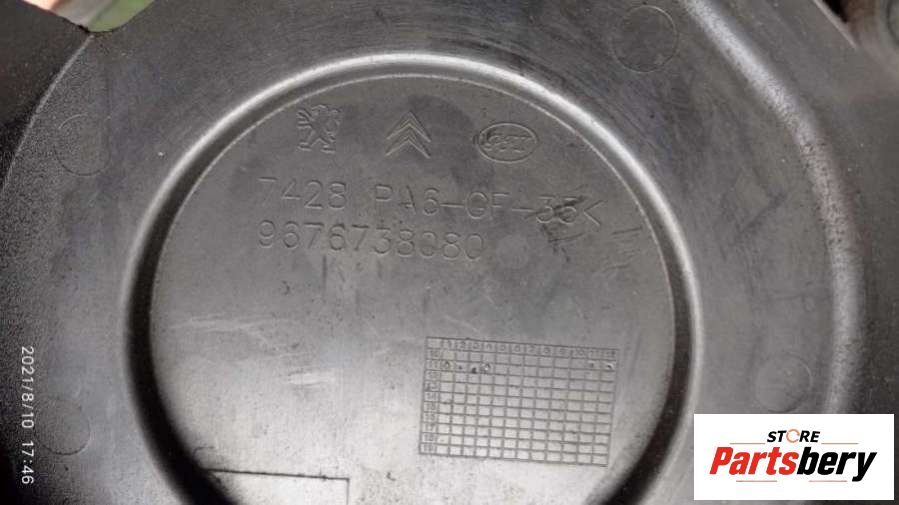 7428 PA6-GF-35<
9676738080
2021/8/10 17:46
STORE
Partsbery